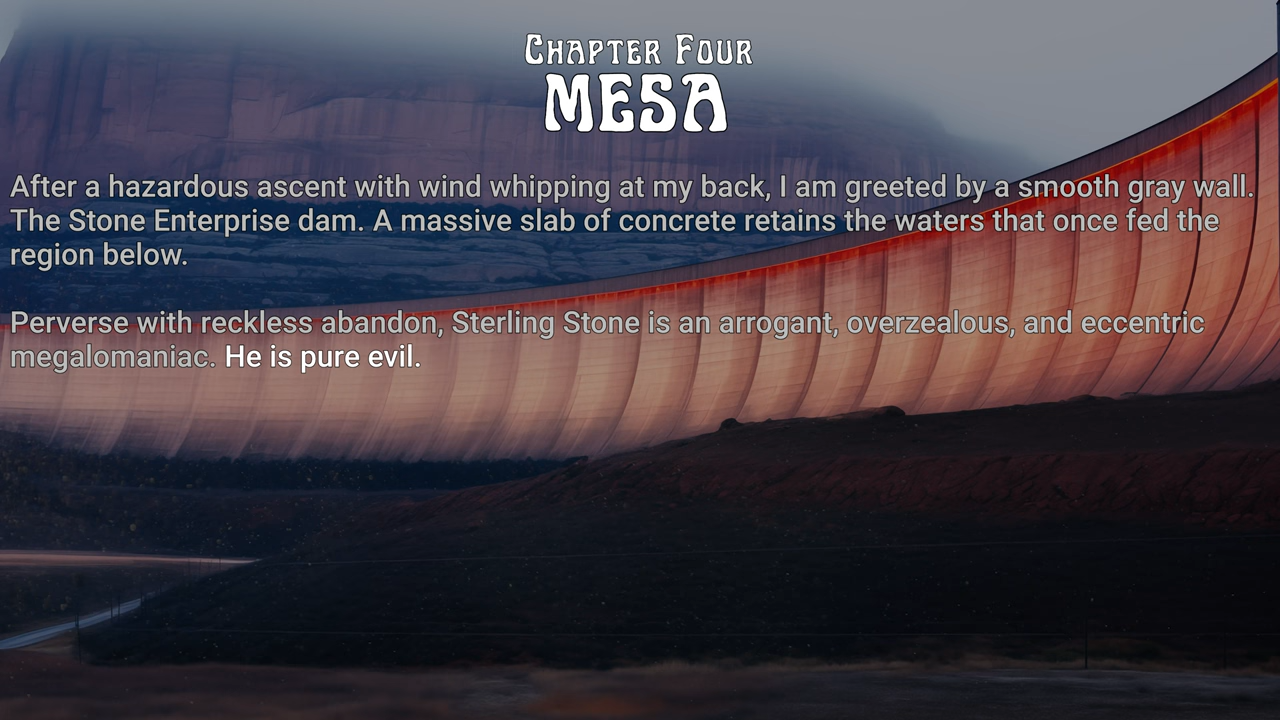 Chapter Four
MESA
After a hazardous ascent with wind whipping at my back, I am greeted by a smooth gray wall.
The Stone Enterprise dam. A massive slab of concrete retains the waters that once fed the
region below.
Perverse with reckless abandon, Sterling Stone is an arrogant, overzealous, and eccentric
megalomaniac. He is pure evil.